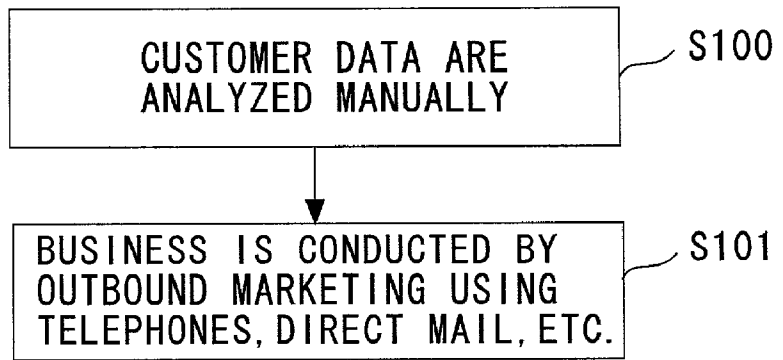 CUSTOMER DATA ARE
ANALYZED MANUALLY
S100
BUSINESS IS CONDUCTED BY
OUTBOUND MARKETING USING
TELEPHONES, DIRECT MAIL, ETC.
S101